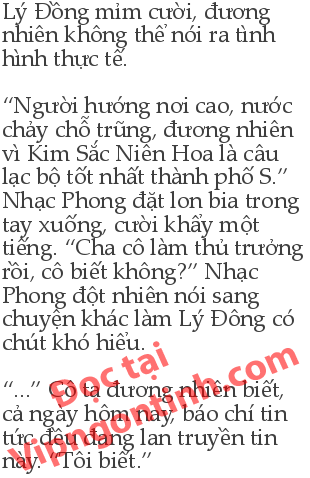 Lý Đồng mỉm cười, đương
nhiên không thể nói ra tình
hình thực tế.
“Người hướng nơi cao, nước
chảy chỗ trũng, đương nhiên
vì Kim Sắc Niên Hoa là câu
lạc bộ tốt nhất thành phố S.”
Nhạc Phong đặt lon bia trong
tay xuống, cười khẩy một
tiếng. “Cha cô làm thủ trưởng
rồi, cô biết không?” Nhạc
Phong đột nhiên nói sang
chuyện khác làm Lý Đông có
chút khó hiểu.
“...” Cô ta đương nhiên biết,
cả ngày hôm nay, báo chí tin
tức đều đang lan truyền tin
này. “Tôi biết.”
Đọc tại
Vipngontinh.com